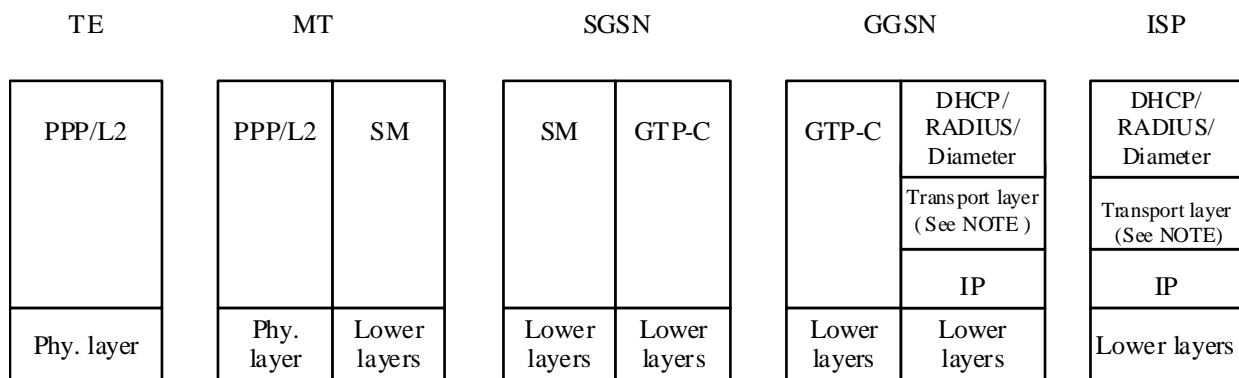 TE MT SGSN GGSN ISP
PPP/L2
Phy. layer
PPP/L2
Phy.
layer
SM
Lower
layers
SM
Lower
layers
GTP-C
Lower
layers
GTP-C
Lower
layers
DHCP/
RADIUS/
Diameter
Transport layer
( See NOTE )
IP
Lower
layers
DHCP/
RADIUS/
Diameter
Transport layer
(See NOTE)
IP
Lower layers